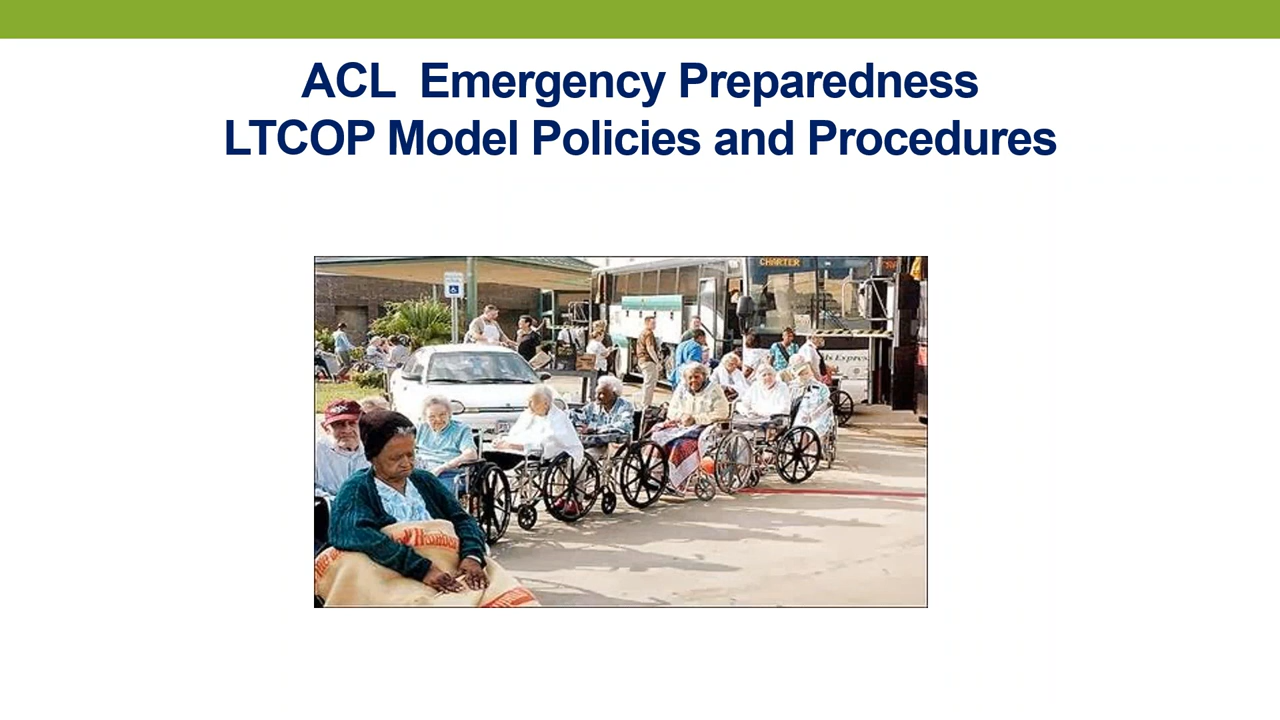 ACL  Emergency Preparedness
LTCOP Model Policies and Procedures
CHARTER